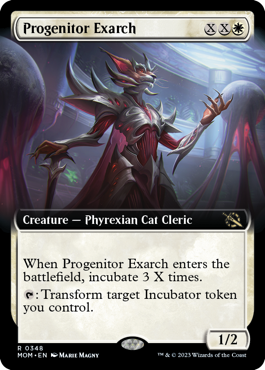 Progenitor Exarch XXW
Creature — Phyrexian Cat Cleric
When Progenitor Exarch enters the
battlefield, incubate 3 X times.
: Transform target Incubator token
you control.
1/2
R 0348
MOM • EN MARIE MAGNY
™ & © 2023 Wizards of the Coast